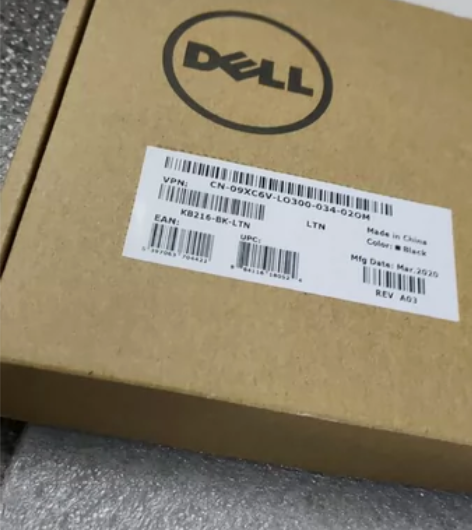 DELL
CN-09XC6V-LO300-034-02OM
VPN:
KB216-BK-LTN
LTN
Made in China
Color: Black
EAN:
UPC:
Mfg Date: Mar.2020
REV A03